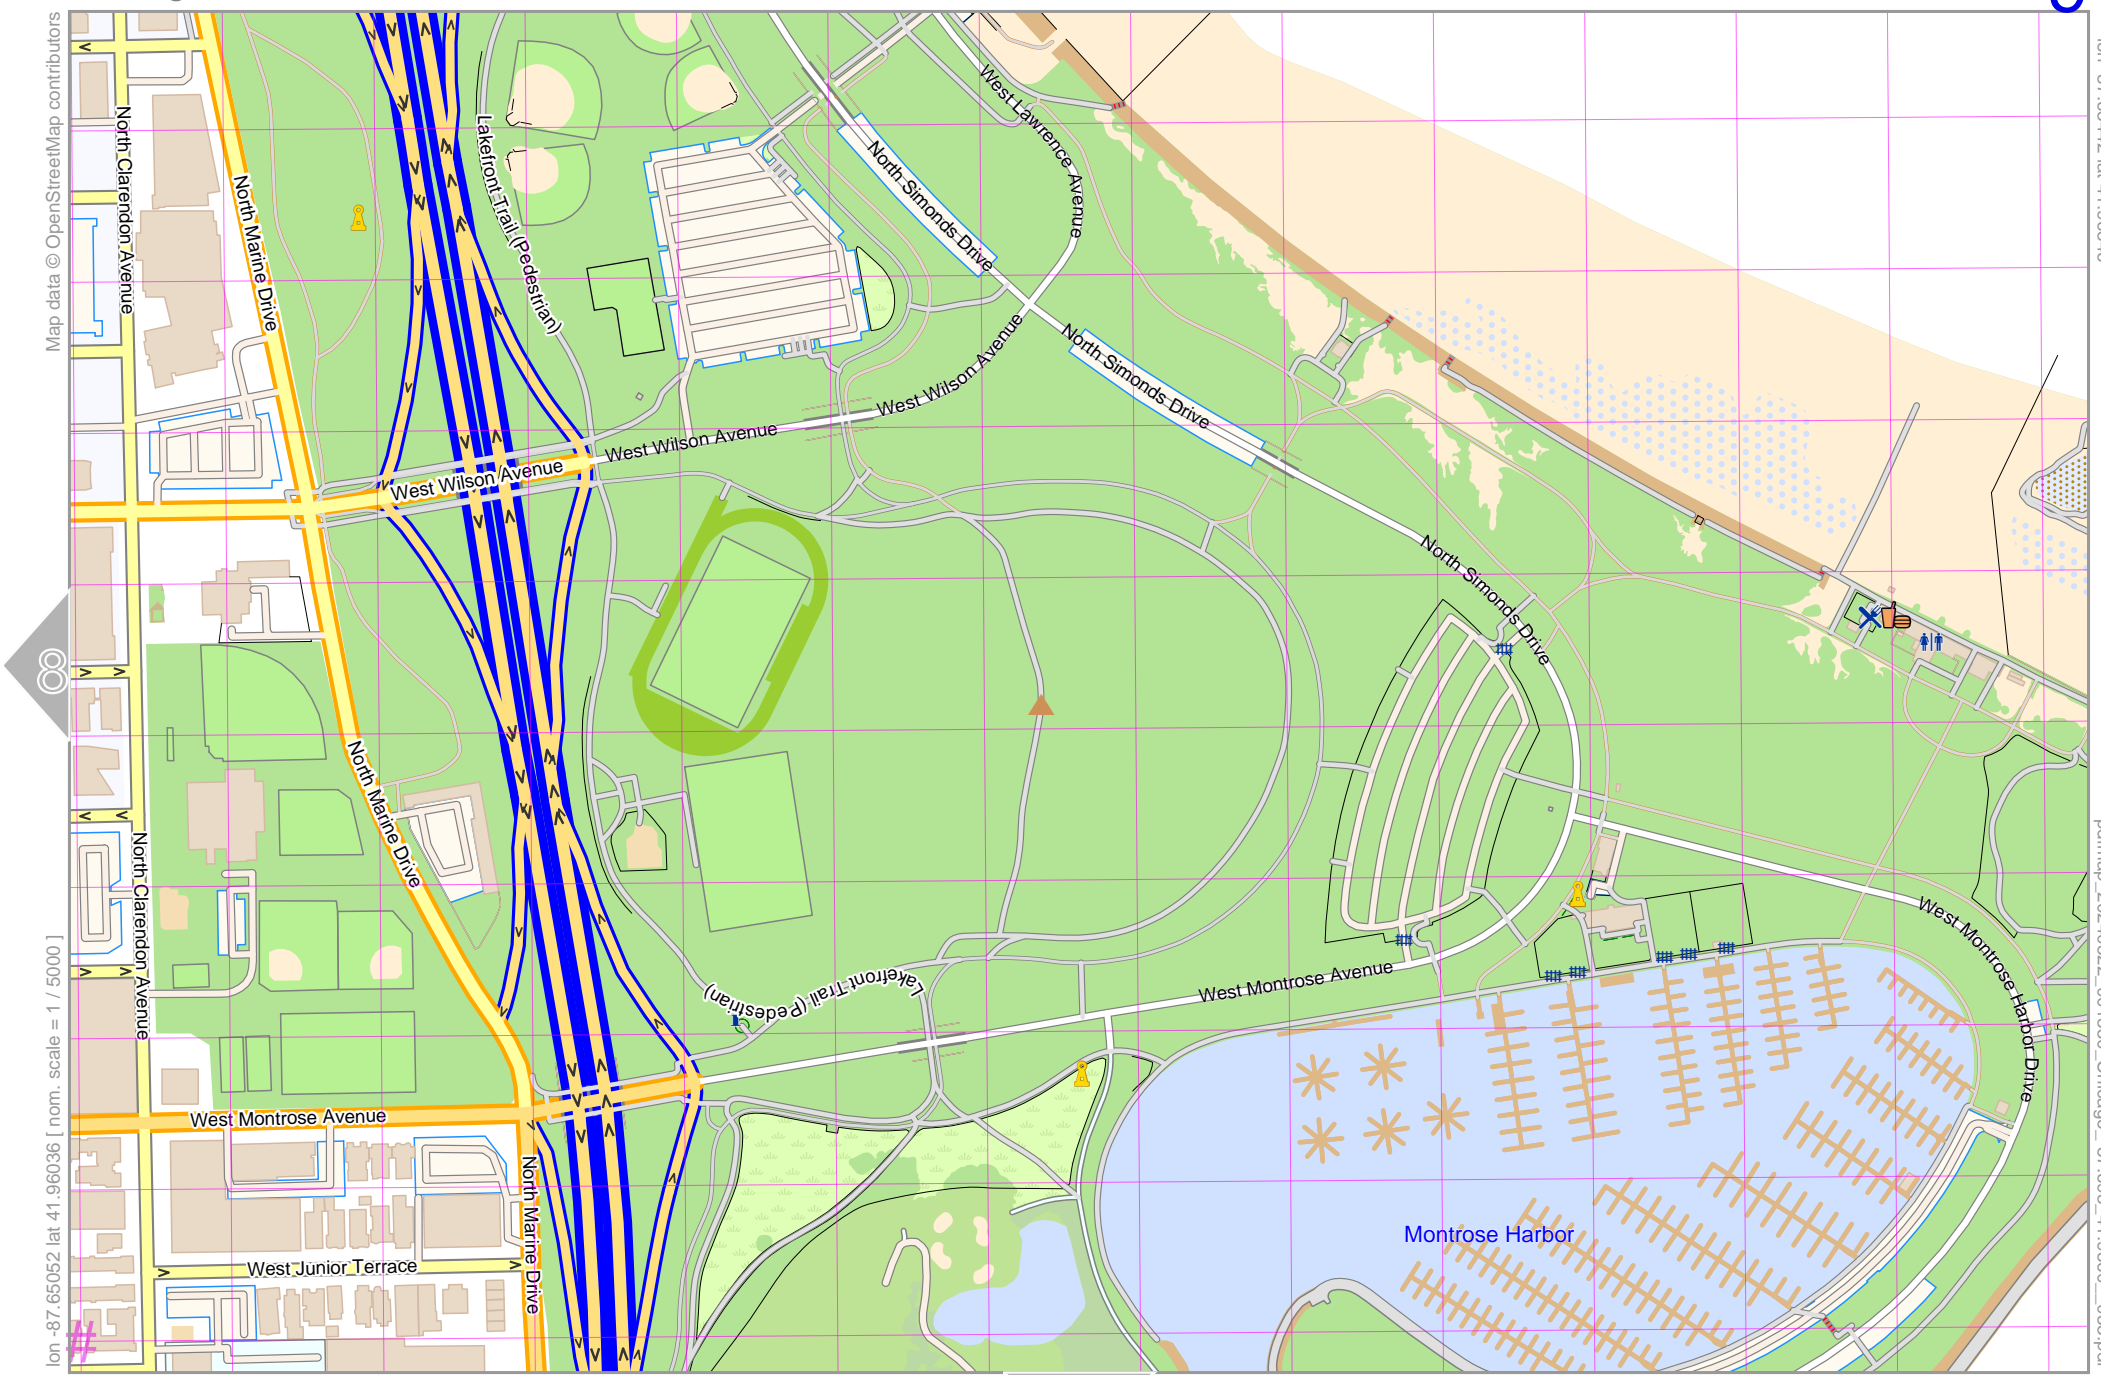 Map data © OpenStreetMap contributors
lon -87.65052 lat 41.96036 [ nom. scale = 1 / 5000 ]
8
North Clarendon Avenue
North Marine Drive
Lakefront Trail (Pedestrian)
North Simonds Drive
West Lawrence Avenue
West Wilson Avenue
West Wilson Avenue
West Wilson Avenue
North Simonds Drive
North Simonds Drive
North Marine Drive
North Clarendon Avenue
Lakefront Trail (Pedestrian)
West Montrose Avenue
West Montrose Harbor Drive
West Montrose Avenue
North Marine Drive
West Junior Terrace
Montrose Harbor
#